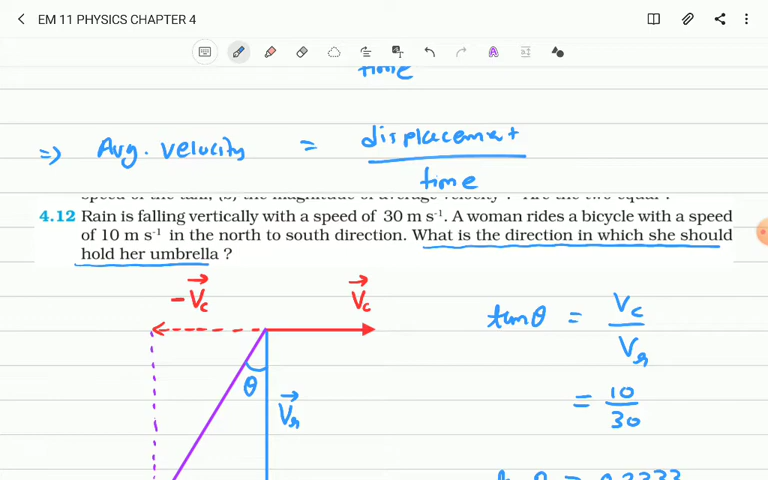 EM 11 PHYSICS CHAPTER 4
time
=> Avg. velocity = displacement
time
4.12 Rain is falling vertically with a speed of 30 m s⁻¹. A woman rides a bicycle with a speed
of 10 m s⁻¹ in the north to south direction. What is the direction in which she should
hold her umbrella ?
-Vc Vc
tanθ = Vc
Vr
θ
Vr
= 10
30